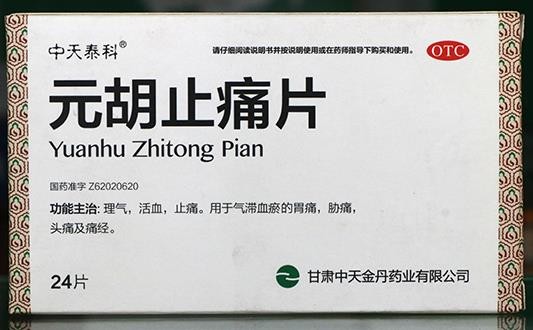 中天泰科®
请仔细阅读说明书并按说明使用或在药师指导下购买和使用。
OTC
元胡止痛片
Yuanhu Zhitong Pian
国药准字 Z62020620
功能主治: 理气，活血，止痛。用于气滞血瘀的胃痛，胁痛，
头痛及痛经。
24片
甘肃中天金丹药业有限公司